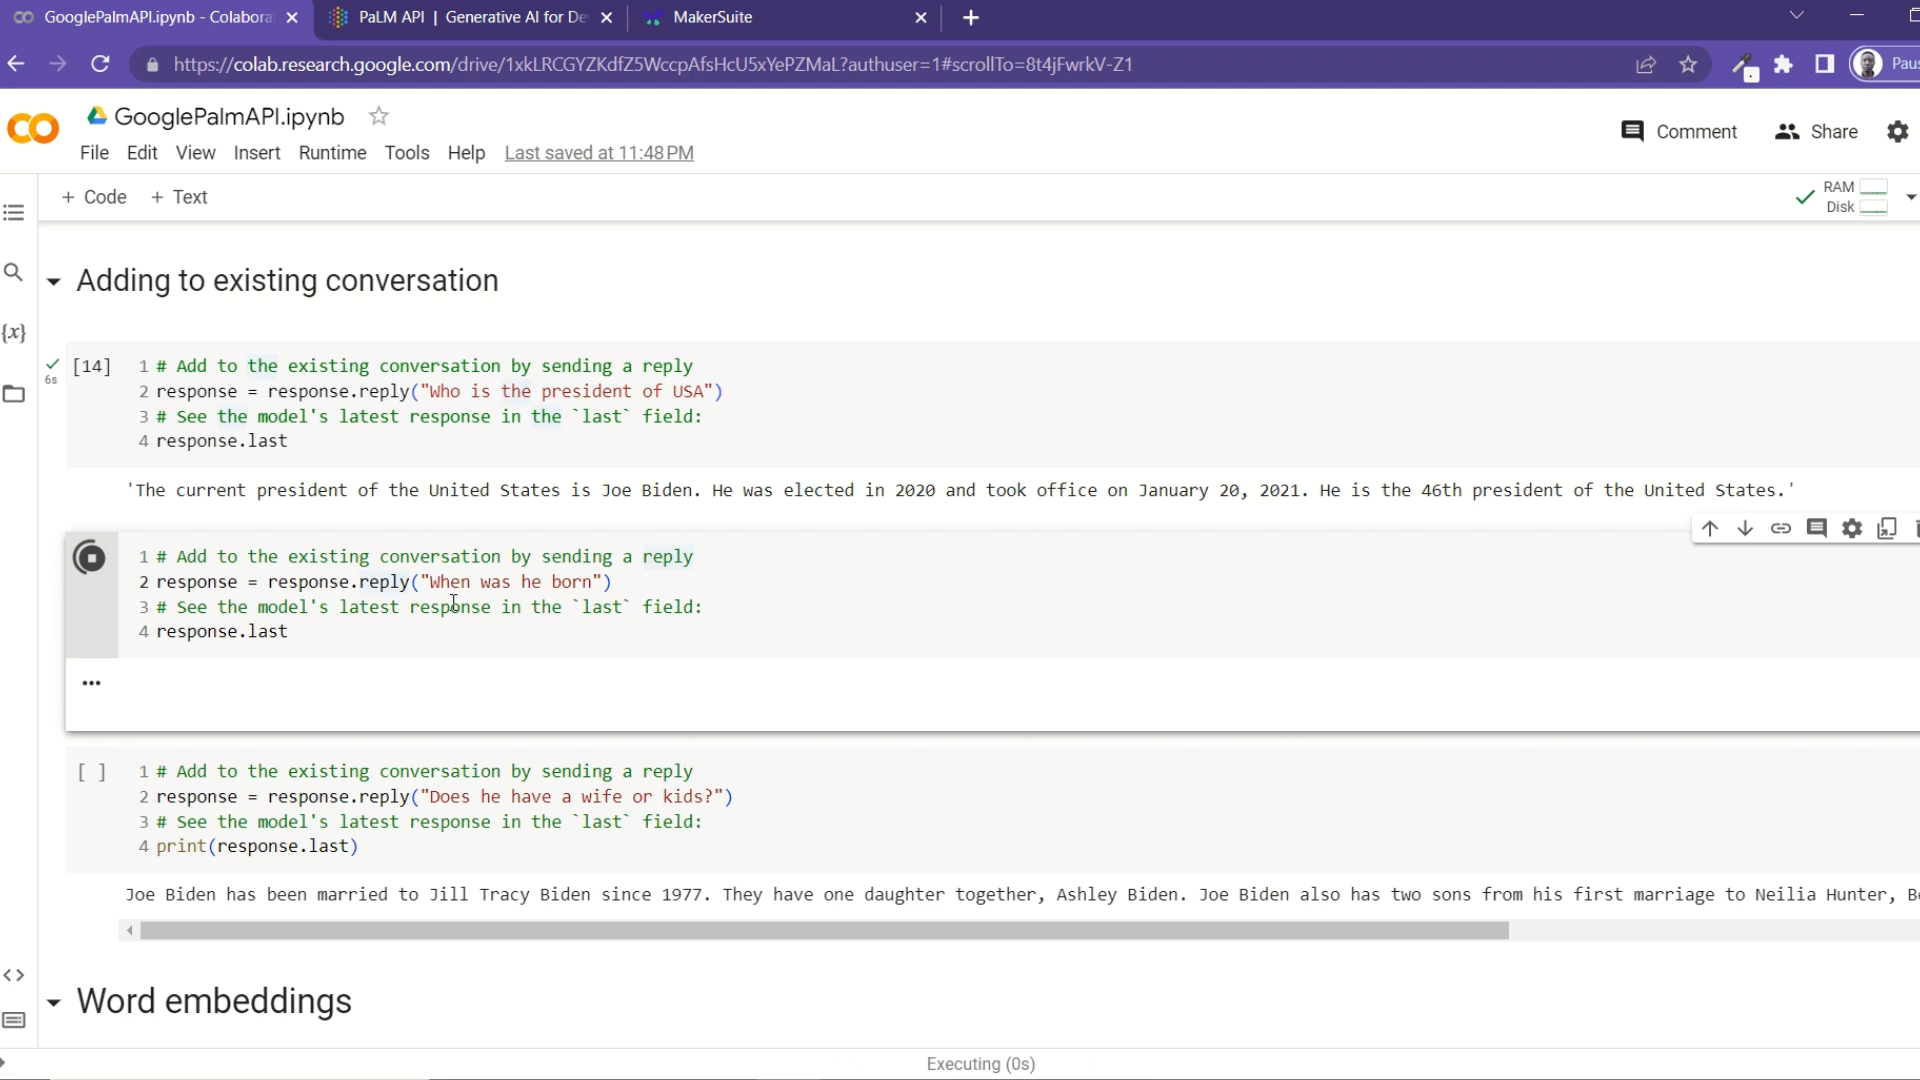 GooglePalmAPI.ipynb - Colabora
PaLM API | Generative AI for De
MakerSuite
https://colab.research.google.com/drive/1xkLRCGYZKdfZ5WccpAfsHcU5xYePZMaL?authuser=1#scrollTo=8t4jFwrkV-Z1
Paus
GooglePalmAPI.ipynb
Comment
Share
File Edit View Insert Runtime Tools Help Last saved at 11:48 PM
+ Code + Text
RAM
Disk
Adding to existing conversation
[14] 1 # Add to the existing conversation by sending a reply
6s
2 response = response.reply("Who is the president of USA")
3 # See the model's latest response in the `last` field:
4 response.last
'The current president of the United States is Joe Biden. He was elected in 2020 and took office on January 20, 2021. He is the 46th president of the United States.'
1 # Add to the existing conversation by sending a reply
2 response = response.reply("When was he born")
3 # See the model's latest response in the `last` field:
4 response.last
...
[ ] 1 # Add to the existing conversation by sending a reply
2 response = response.reply("Does he have a wife or kids?")
3 # See the model's latest response in the `last` field:
4 print(response.last)
Joe Biden has been married to Jill Tracy Biden since 1977. They have one daughter together, Ashley Biden. Joe Biden also has two sons from his first marriage to Neilia Hunter, Be
Word embeddings
Executing (0s)